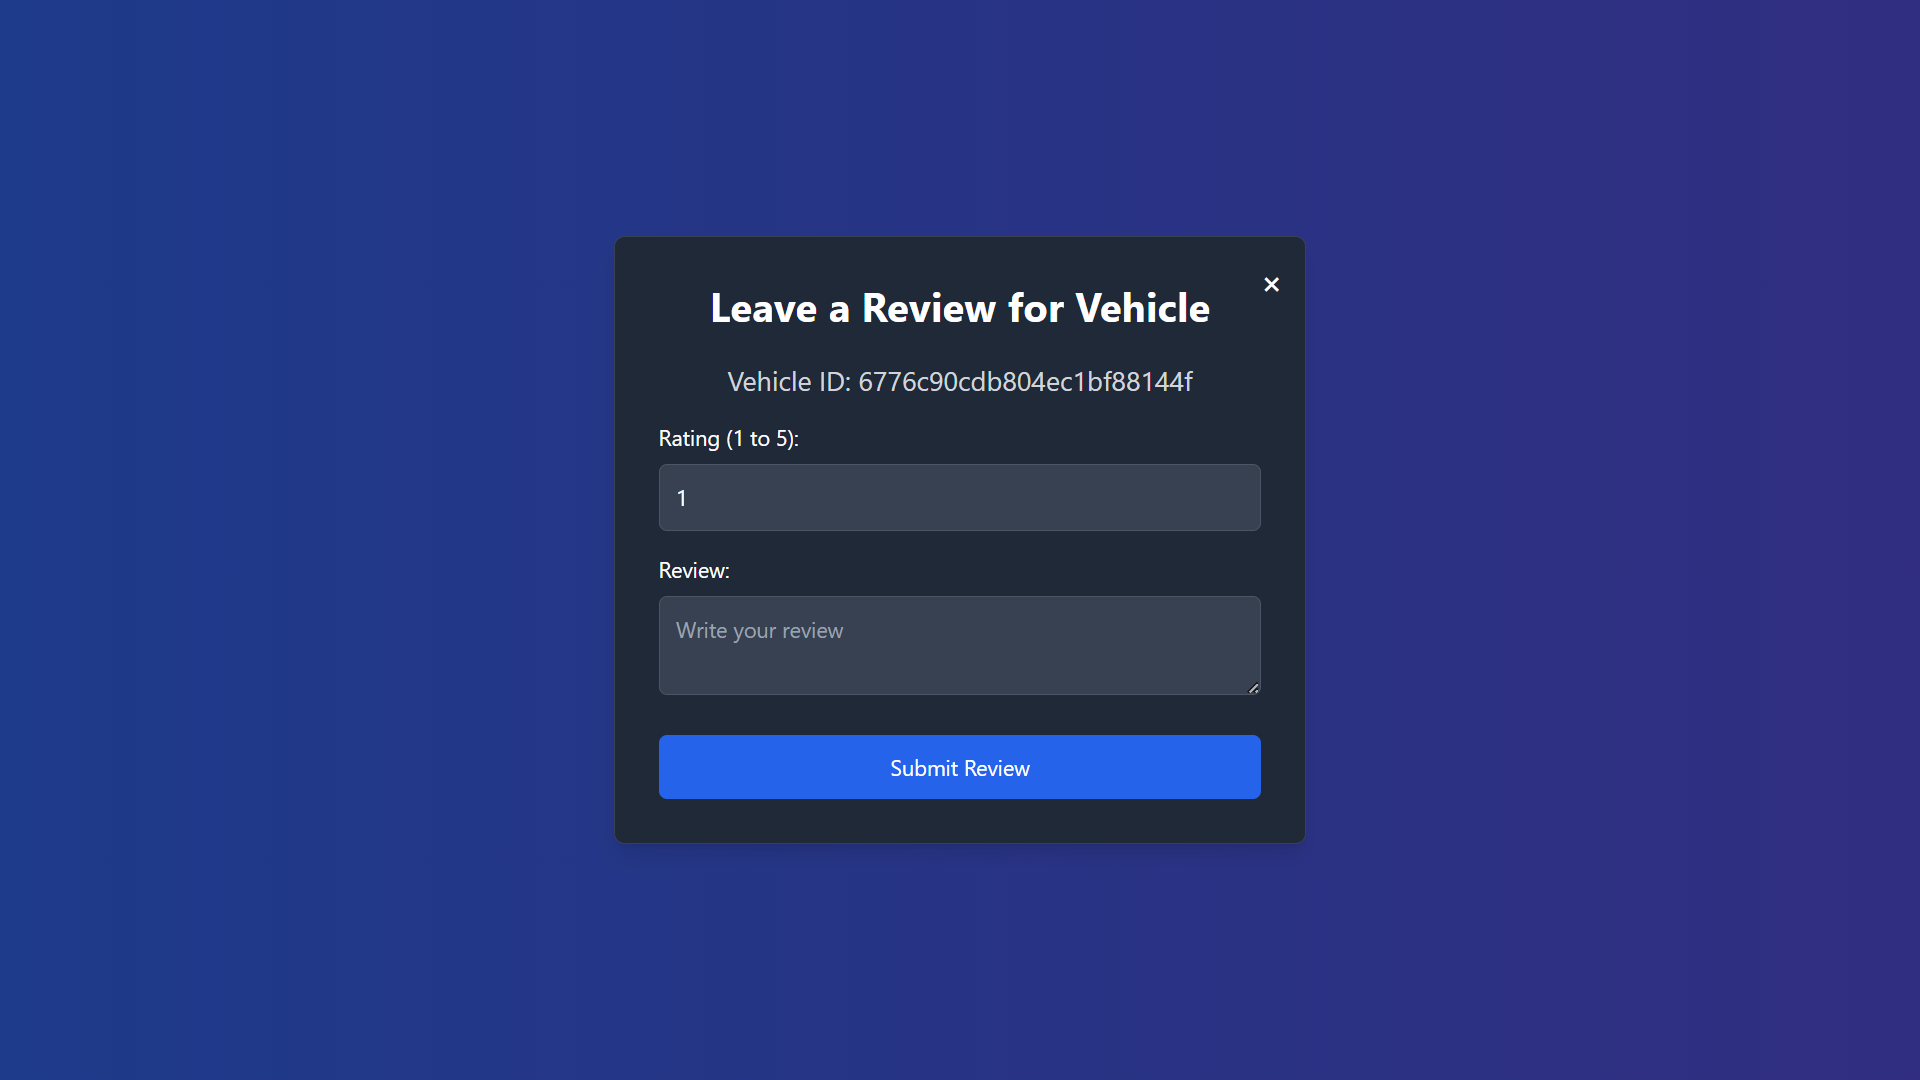 ×
Leave a Review for Vehicle
Vehicle ID: 6776c90cdb804ec1bf88144f
Rating (1 to 5):
1
Review:
Write your review
Submit Review